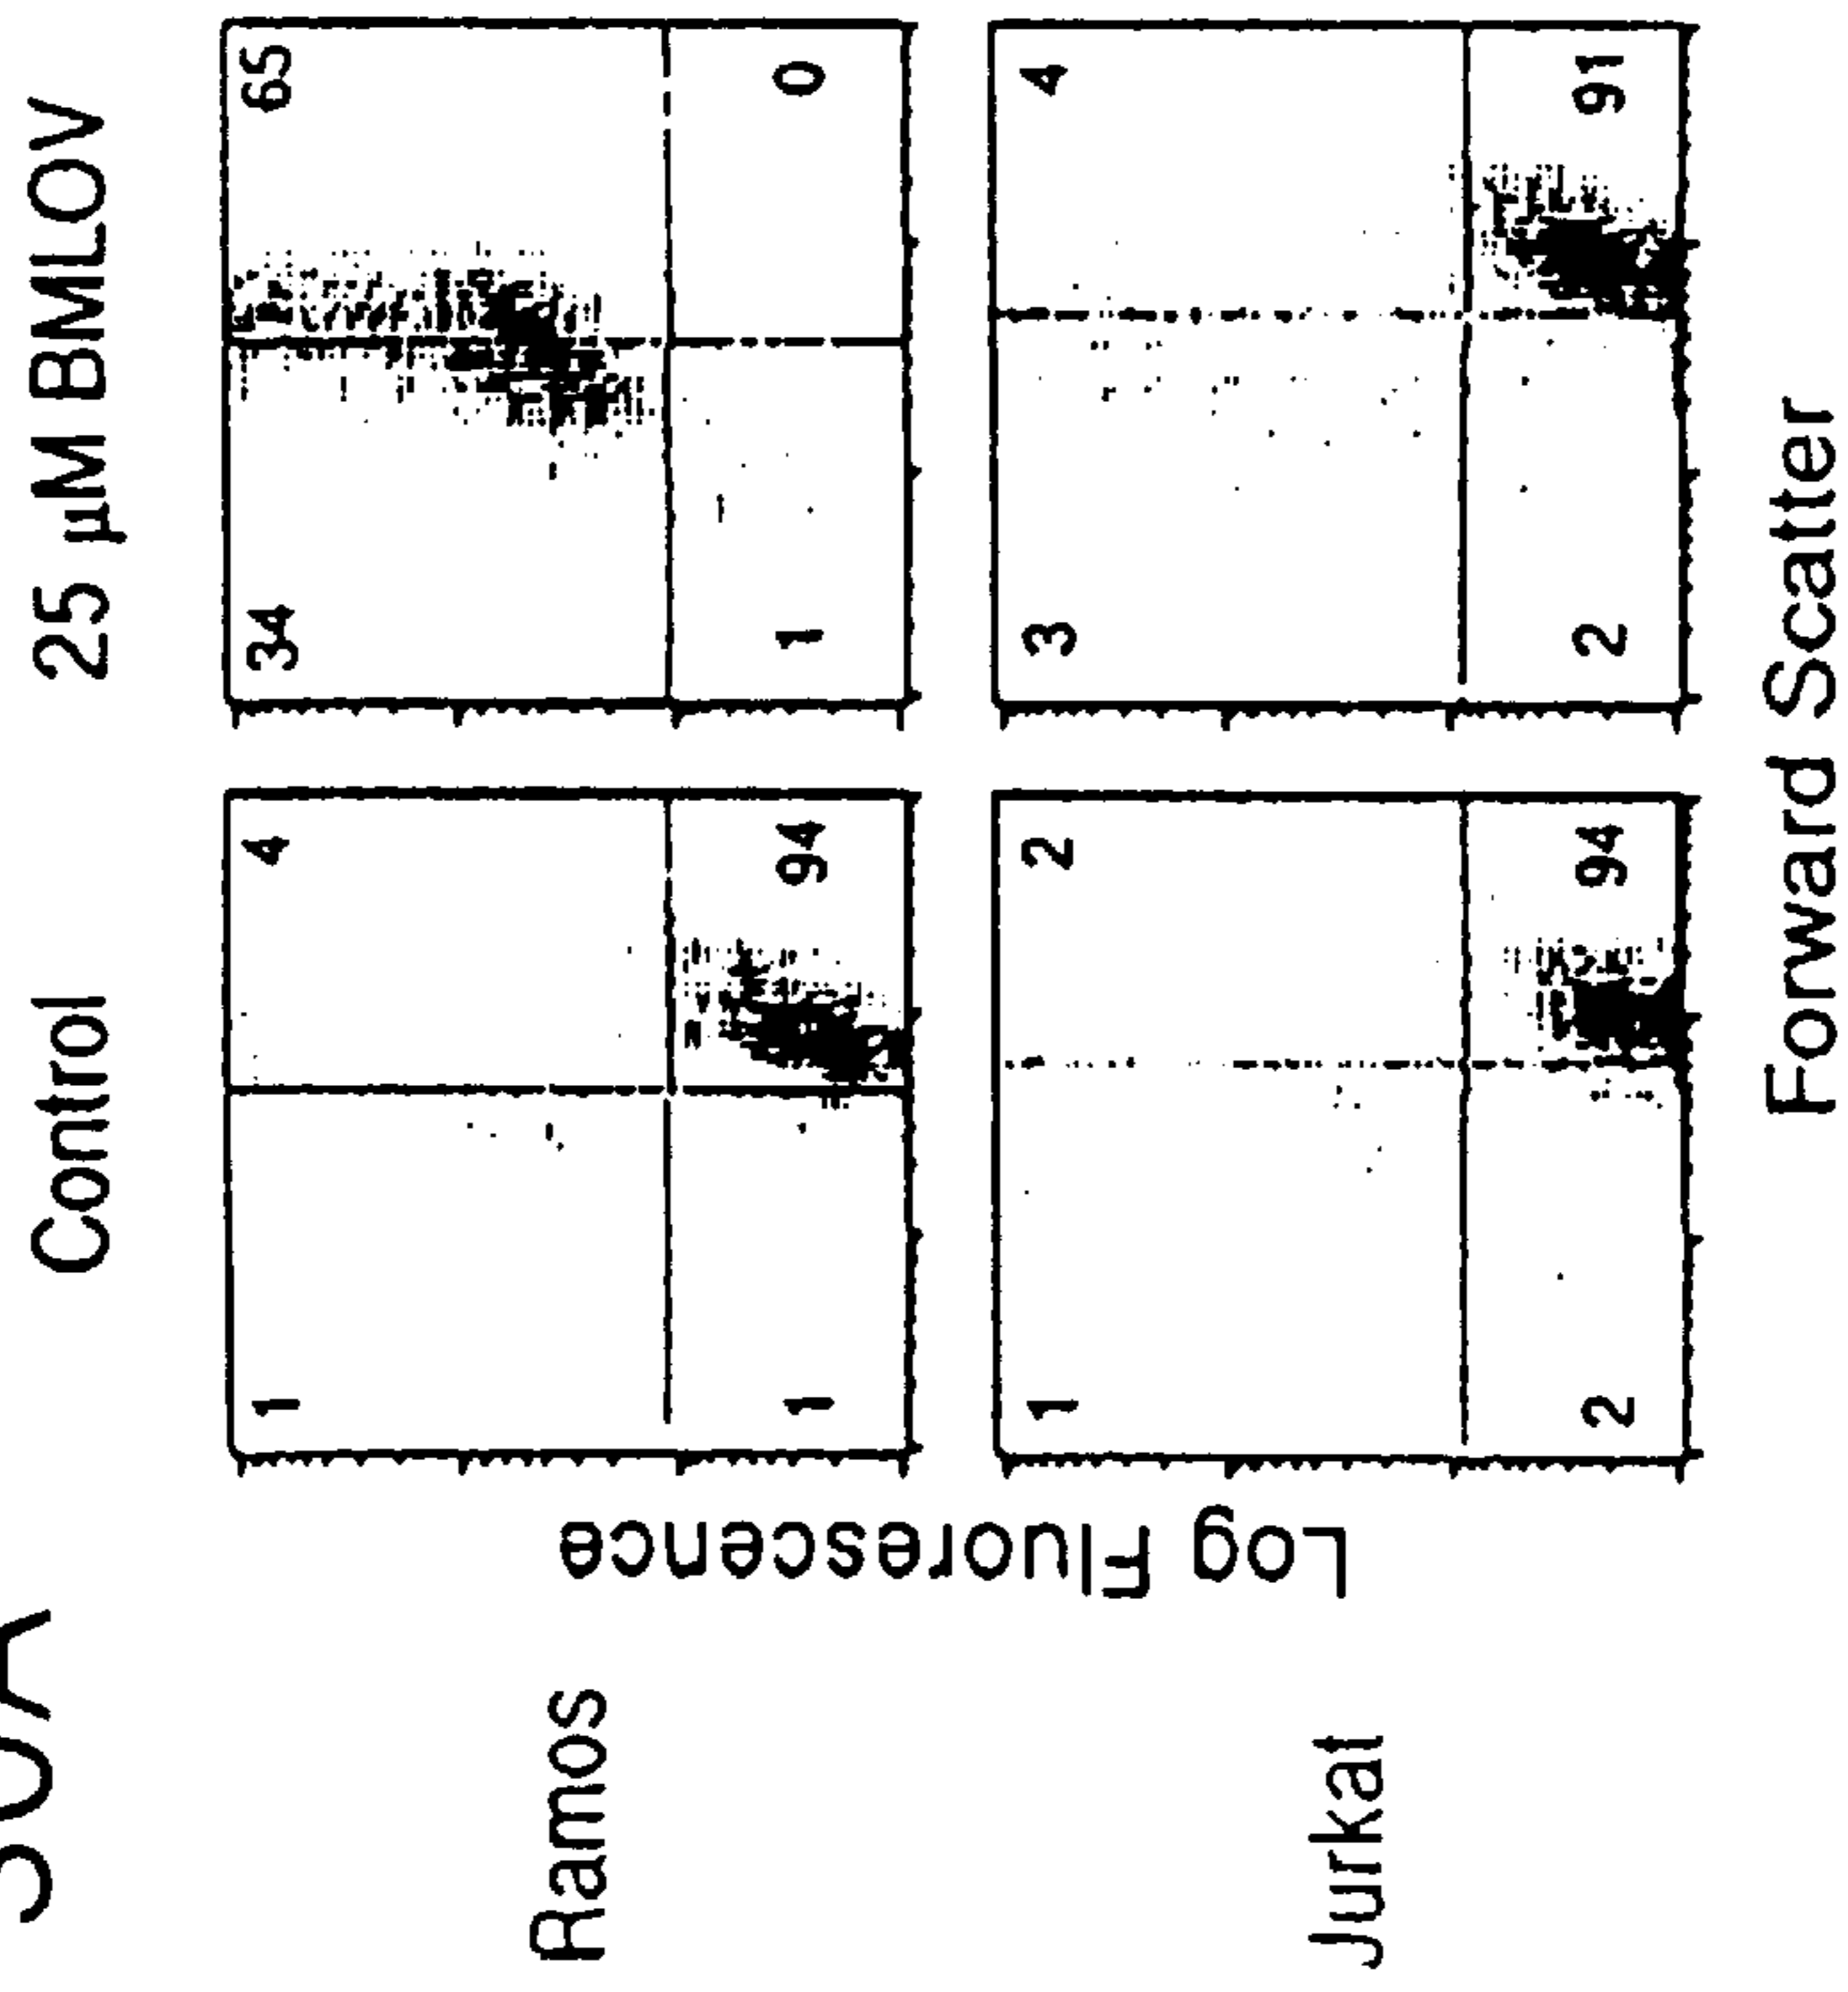 Control 25 µM BMLOV
1 4 34 65
Ramos
1 94 1 0
Log Fluorescence
1 2 3 4
Jurkat
2 94 2 91
Forward Scatter